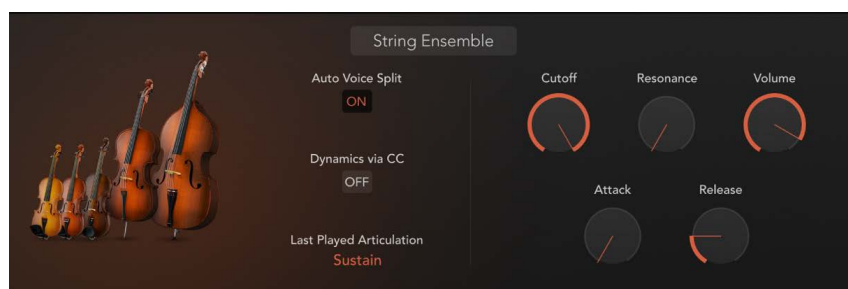 String Ensemble
Auto Voice Split
ON
Dynamics via CC
OFF
Last Played Articulation
Sustain
Cutoff
Resonance
Volume
Attack
Release